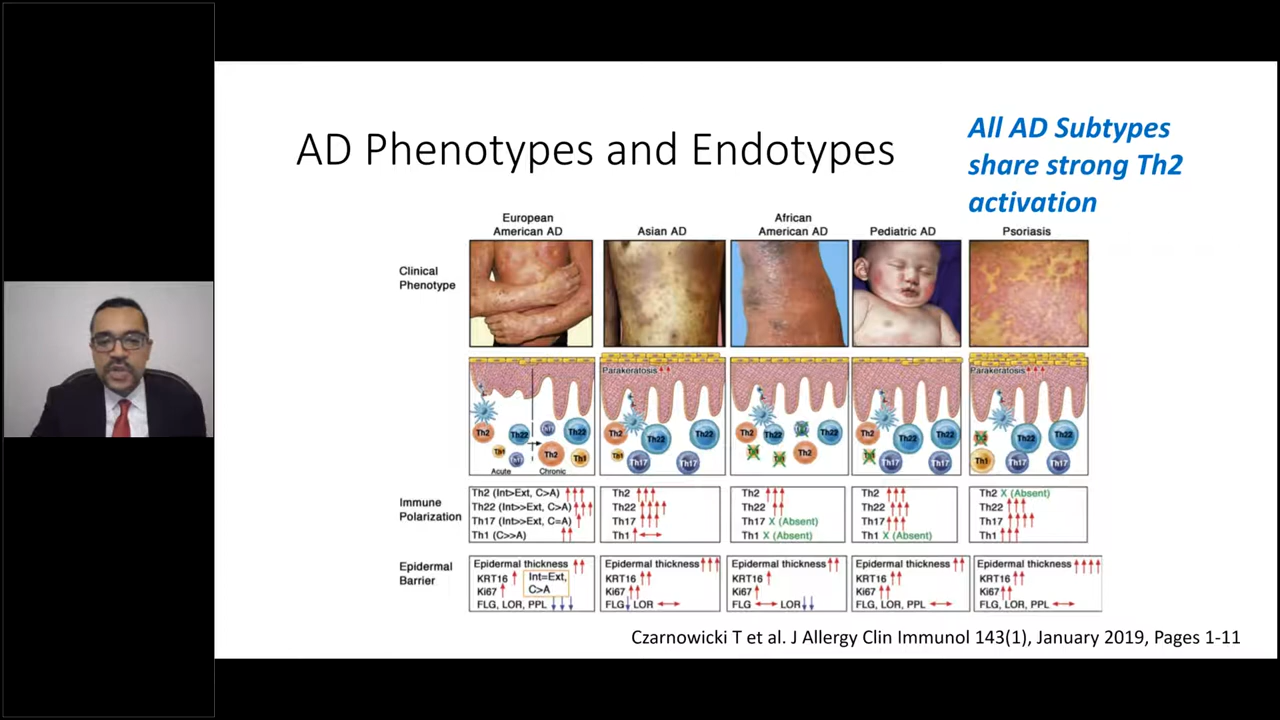 AD Phenotypes and Endotypes
All AD Subtypes
share strong Th2
activation
European
American AD
Asian AD
African
American AD
Pediatric AD
Psoriasis
Clinical
Phenotype
Parakeratosis
Parakeratosis
Th2 Th22 Th17 Th22
Th1 Th17 Th2 Th1
Acute Chronic
Th2 Th22 Th22
Th1 Th17 Th17
Th2 Th22 Th22
Th2
Th2 Th22 Th22
Th17 Th17
Th22 Th22
Th1 Th17 Th17
Immune
Polarization
Th2 (Int>Ext, C>A)
Th22 (Int>>Ext, C>A)
Th17 (Int>>Ext, C=A)
Th1 (C>>A)
Th2
Th22
Th17
Th1
Th2
Th22
Th17 X (Absent)
Th1 X (Absent)
Th2
Th22
Th17
Th1 X (Absent)
Th2 X (Absent)
Th22
Th17
Th1
Epidermal
Barrier
Epidermal thickness
KRT16
Ki67
Int=Ext,
C>A
FLG, LOR, PPL
Epidermal thickness
KRT16
Ki67
FLG LOR
Epidermal thickness
KRT16
Ki67
FLG LOR
Epidermal thickness
KRT16
Ki67
FLG, LOR, PPL
Epidermal thickness
KRT16
Ki67
FLG, LOR, PPL
Czarnowicki T et al. J Allergy Clin Immunol 143(1), January 2019, Pages 1-11